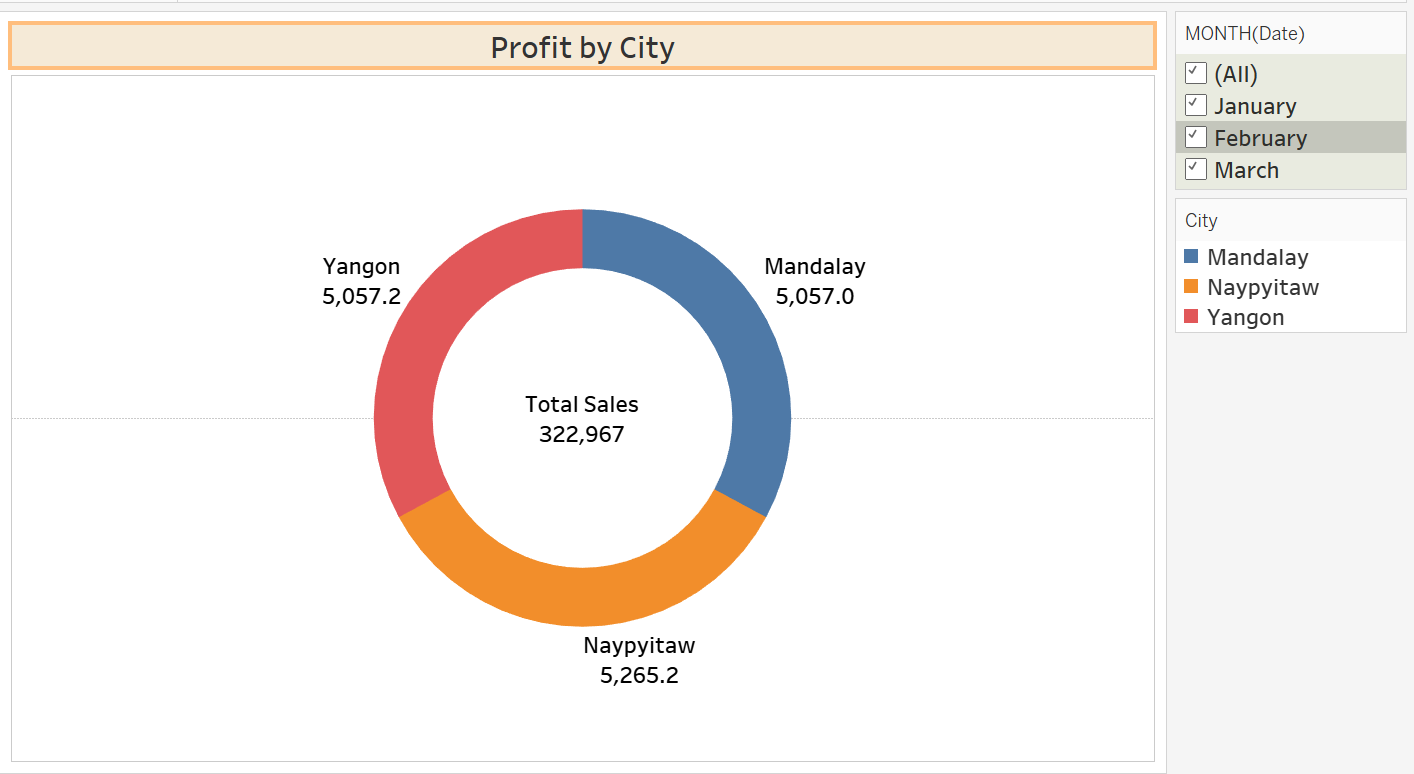 Profit by City
Yangon
5,057.2
Mandalay
5,057.0
Total Sales
322,967
Naypyitaw
5,265.2
MONTH(Date)
(All)
January
February
March
City
Mandalay
Naypyitaw
Yangon